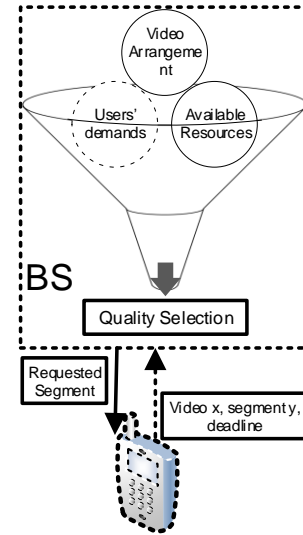 Video
Arrangeme
nt
Users'
demands
Available
Resources
BS
Quality Selection
Requested
Segment
Video x, segment y,
deadline